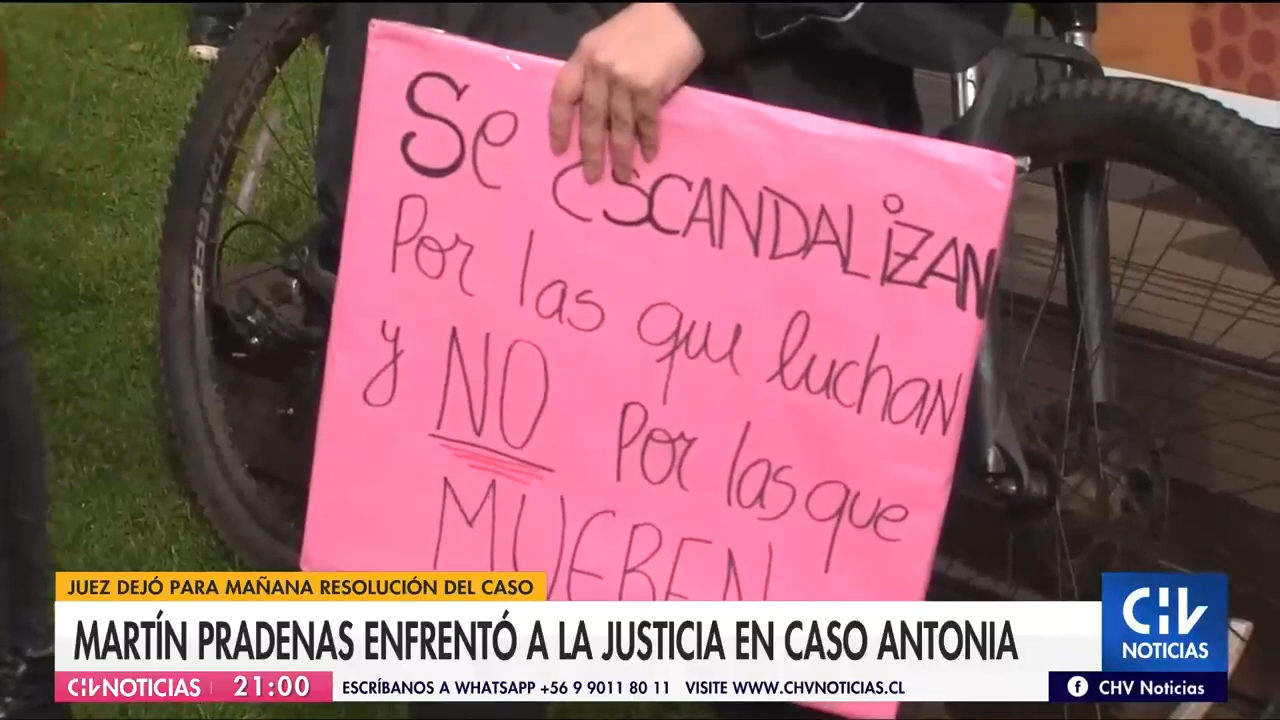 Se ESCANDALiZAN
Por las que luchan
y NO Por las que
MUEREN
JUEZ DEJÓ PARA MAÑANA RESOLUCIÓN DEL CASO
MARTÍN PRADENAS ENFRENTÓ A LA JUSTICIA EN CASO ANTONIA
CHV NOTICIAS
CHVNOTICIAS 21:00 ESCRÍBANOS A WHATSAPP +56 9 9011 80 11 VISITE WWW.CHVNOTICIAS.CL
CHV Noticias